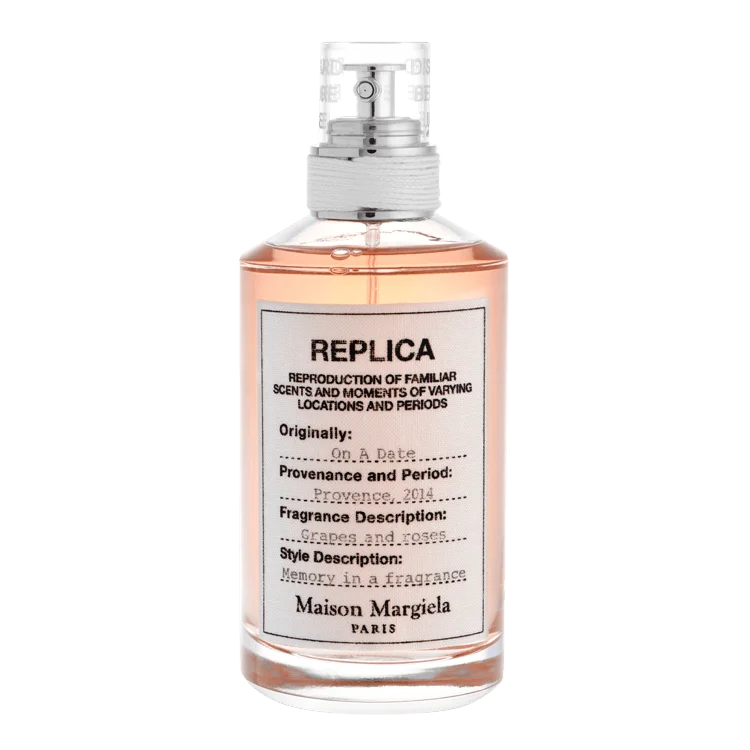 REPLICA
REPRODUCTION OF FAMILIAR
SCENTS AND MOMENTS OF VARYING
LOCATIONS AND PERIODS
Originally:
On A Date
Provenance and Period:
Provence, 2014
Fragrance Description:
Grapes and roses
Style Description:
Memory in a fragrance
Maison Margiela
PARIS